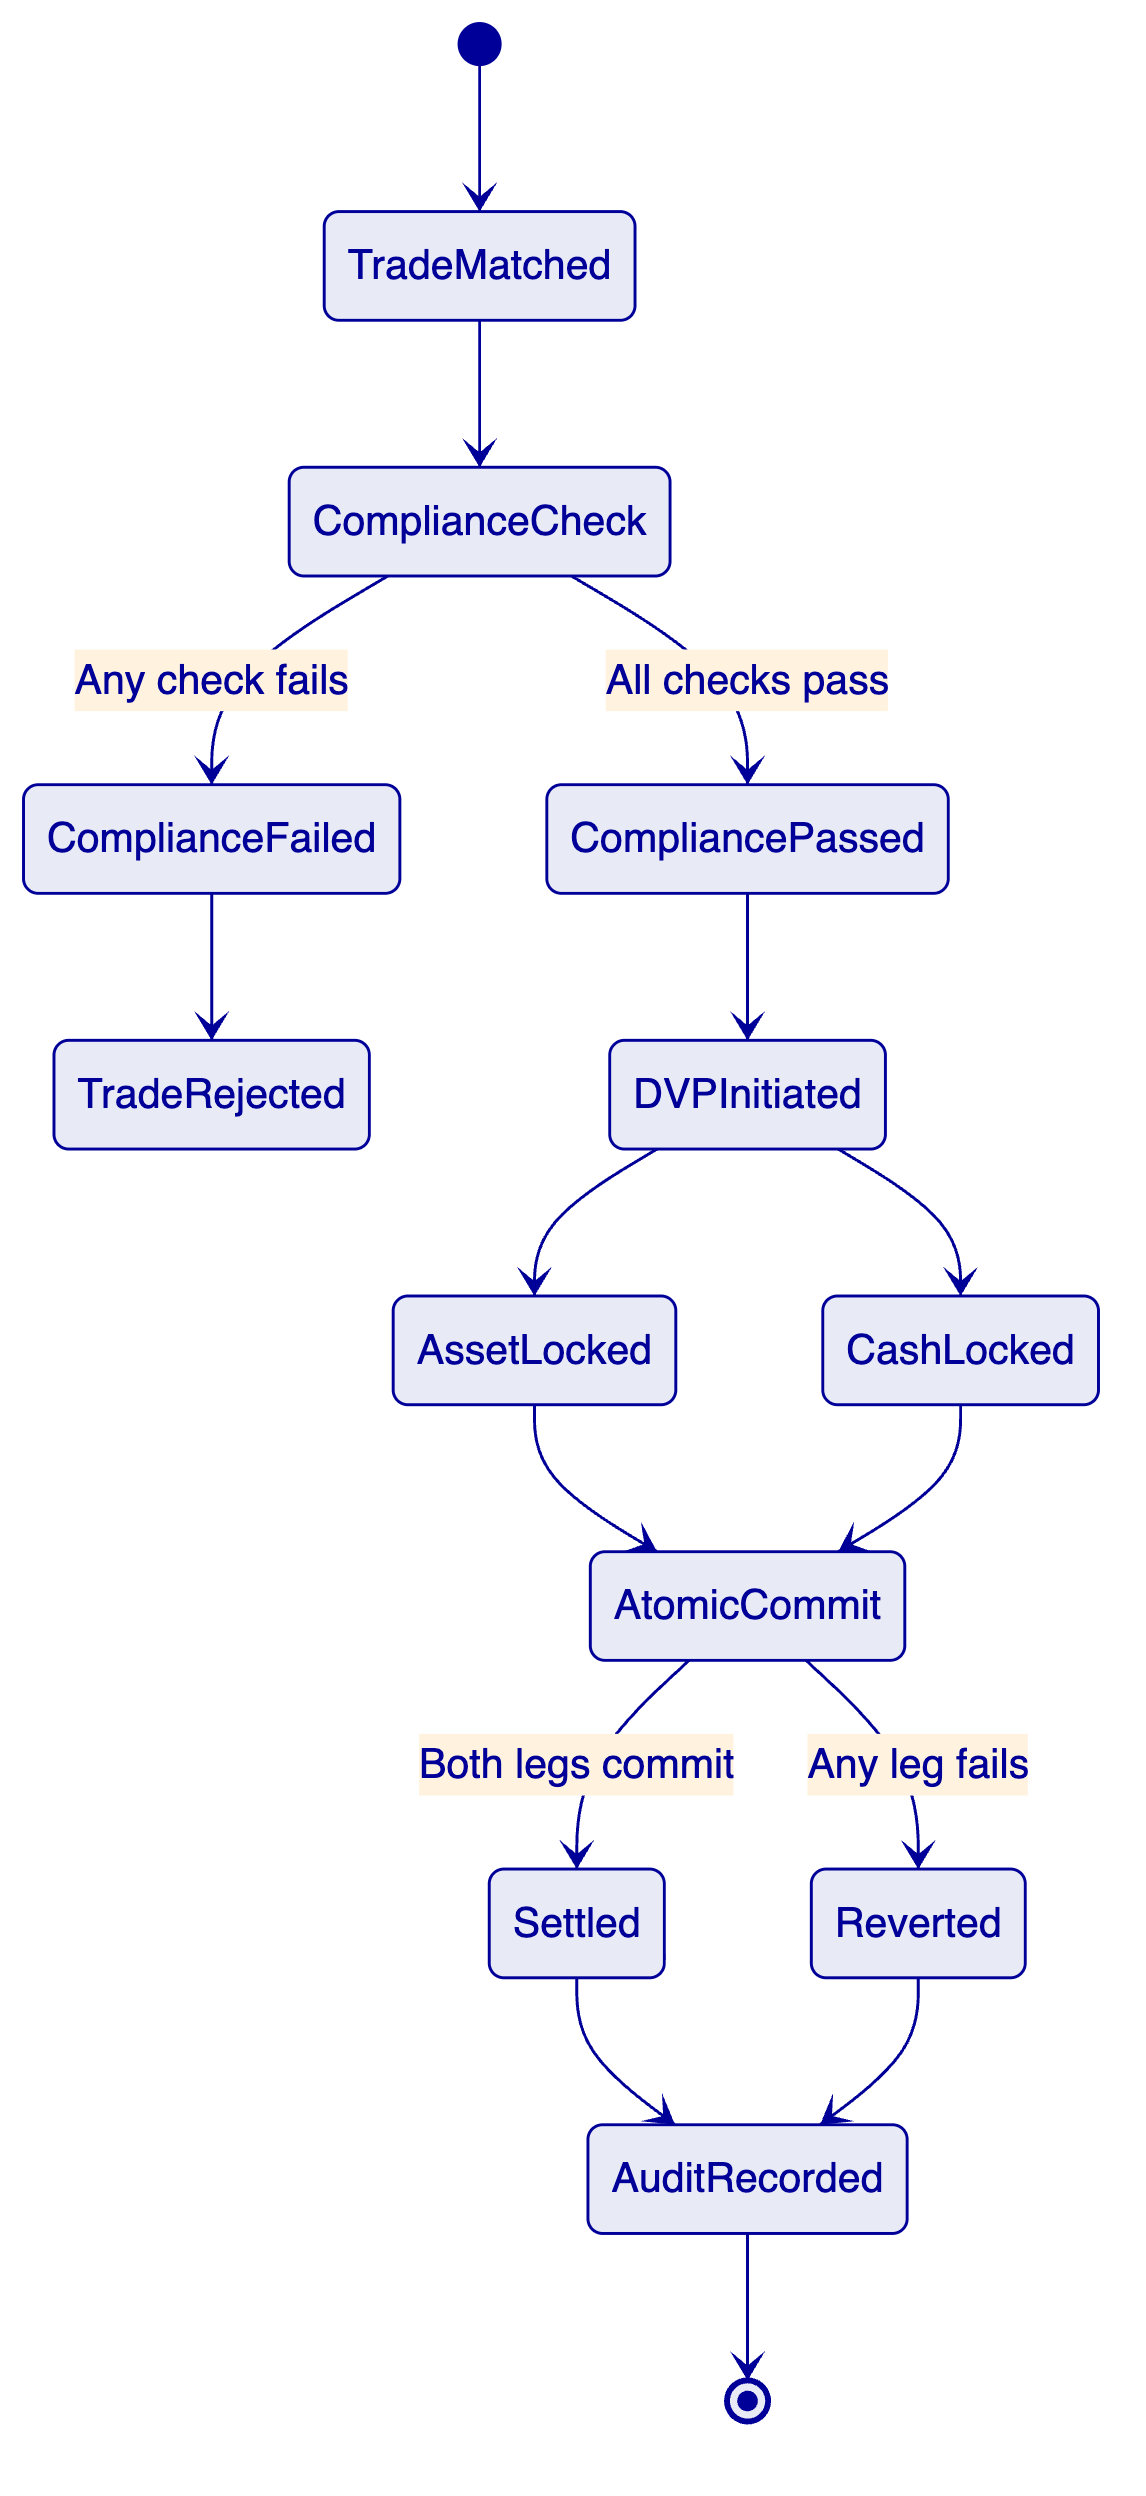 TradeMatched
ComplianceCheck
Any check fails
All checks pass
ComplianceFailed
CompliancePassed
TradeRejected
DVPInitiated
AssetLocked
CashLocked
AtomicCommit
Both legs commit
Any leg fails
Settled
Reverted
AuditRecorded